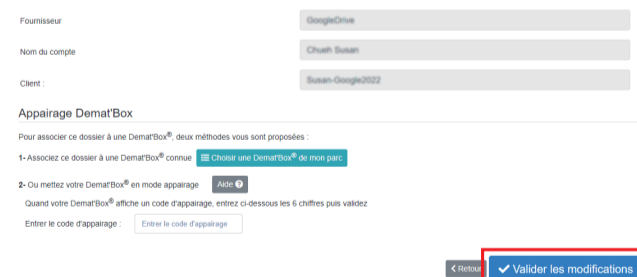 Fournisseur
GoogleDrive
Nom du compte
Chueh Susan
Client :
Susan-Google2022
Appairage Demat'Box
Pour associer ce dossier à une Demat'Box®, deux méthodes vous sont proposées :
1- Associez ce dossier à une Demat'Box® connue Choisir une Demat'Box® de mon parc
2- Ou mettez votre Demat'Box® en mode appairage Aide
Quand votre Demat'Box® affiche un code d'appairage, entrez ci-dessous les 6 chiffres puis validez
Entrer le code d'appairage : Entrer le code d'appairage
Retour Valider les modifications